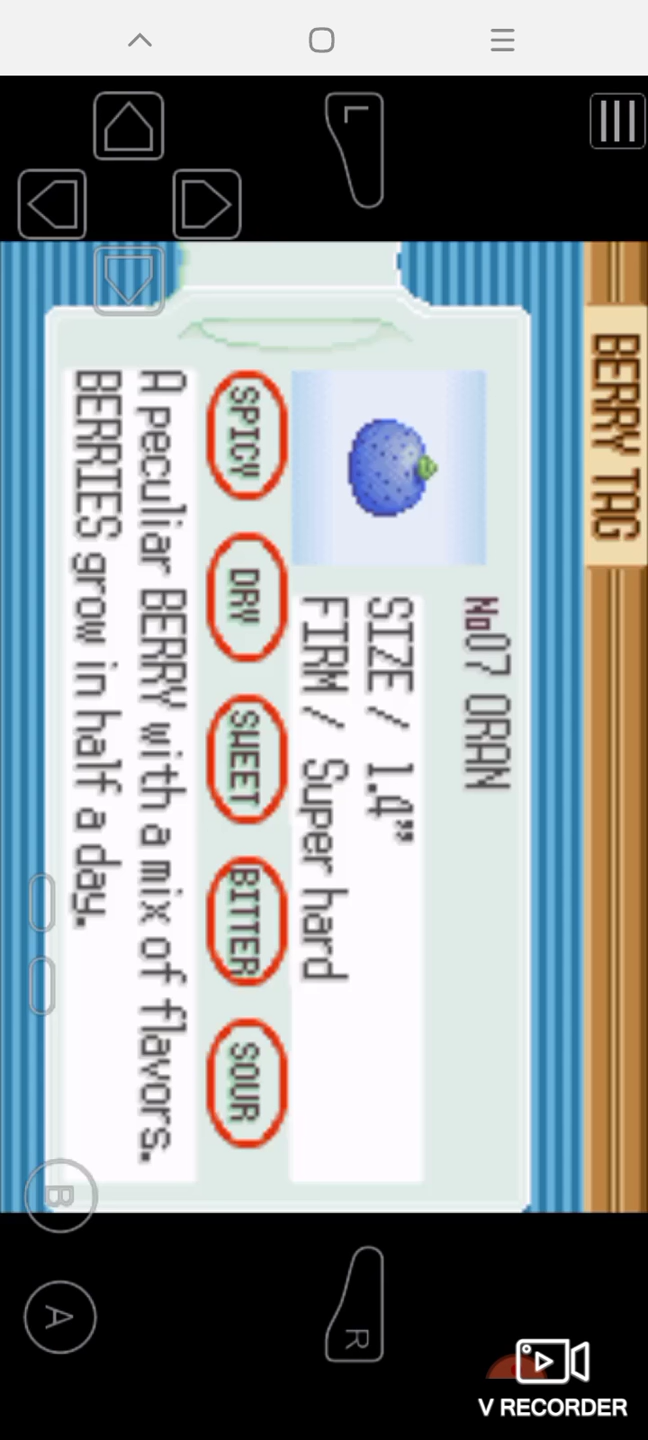 BERRY TAG
No07 ORAN
SIZE / 1.4”
FIRM / Super hard
SPICY DRY SWEET BITTER SOUR
A peculiar BERRY with a mix of flavors.
BERRIES grow in half a day.
L
R
B
A
V RECORDER